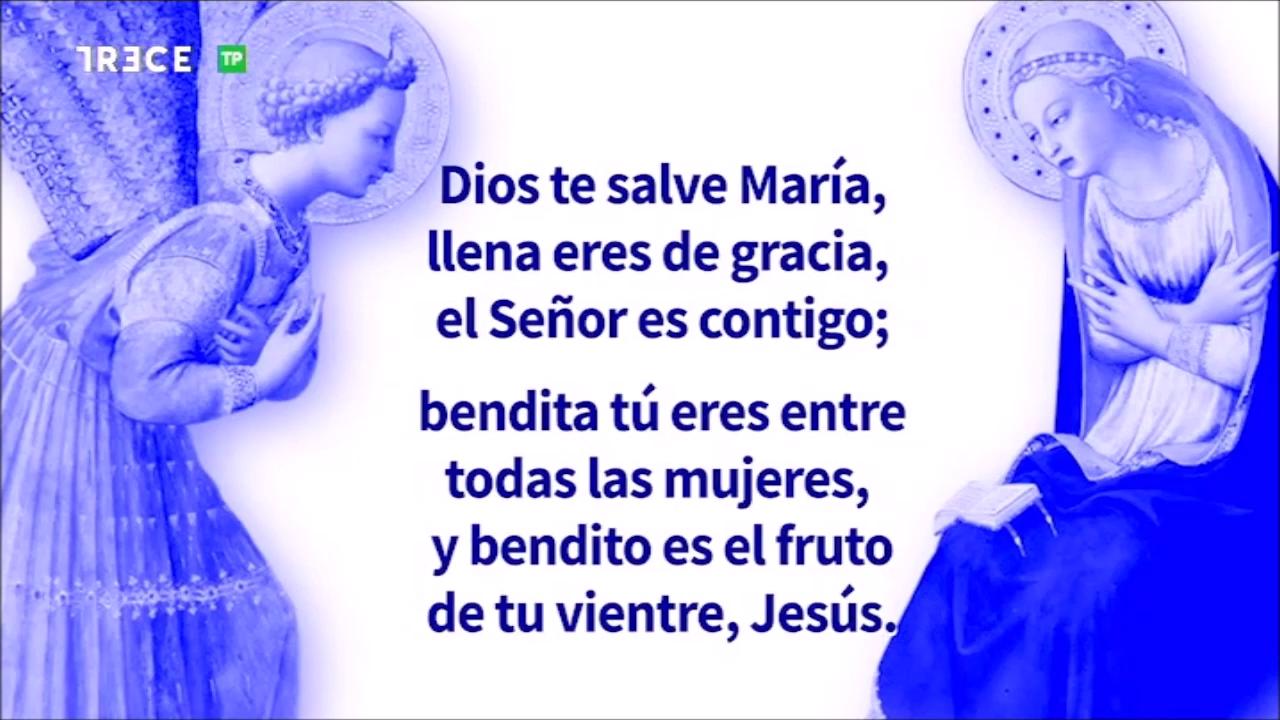 TRECE TP
Dios te salve María,
llena eres de gracia,
el Señor es contigo;
bendita tú eres entre
todas las mujeres,
y bendito es el fruto
de tu vientre, Jesús.